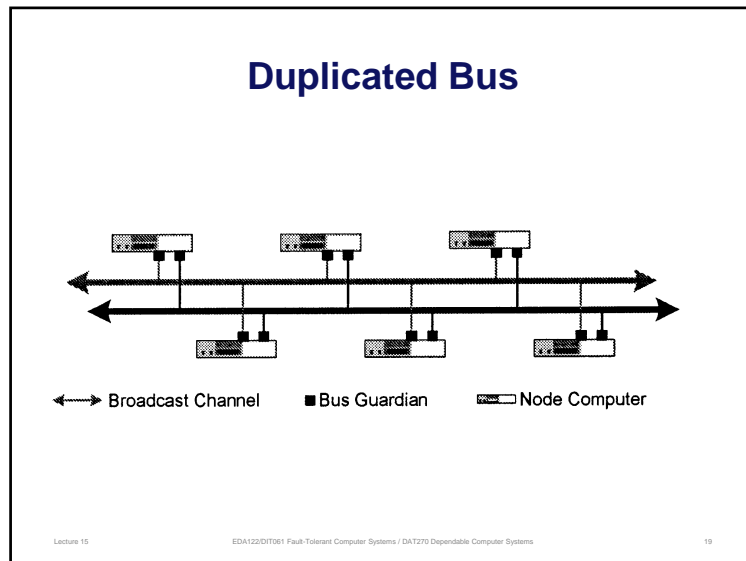 Duplicated Bus
Broadcast Channel
Bus Guardian
Node Computer
Lecture 15
EDA122/DIT061 Fault-Tolerant Computer Systems / DAT270 Dependable Computer Systems
19